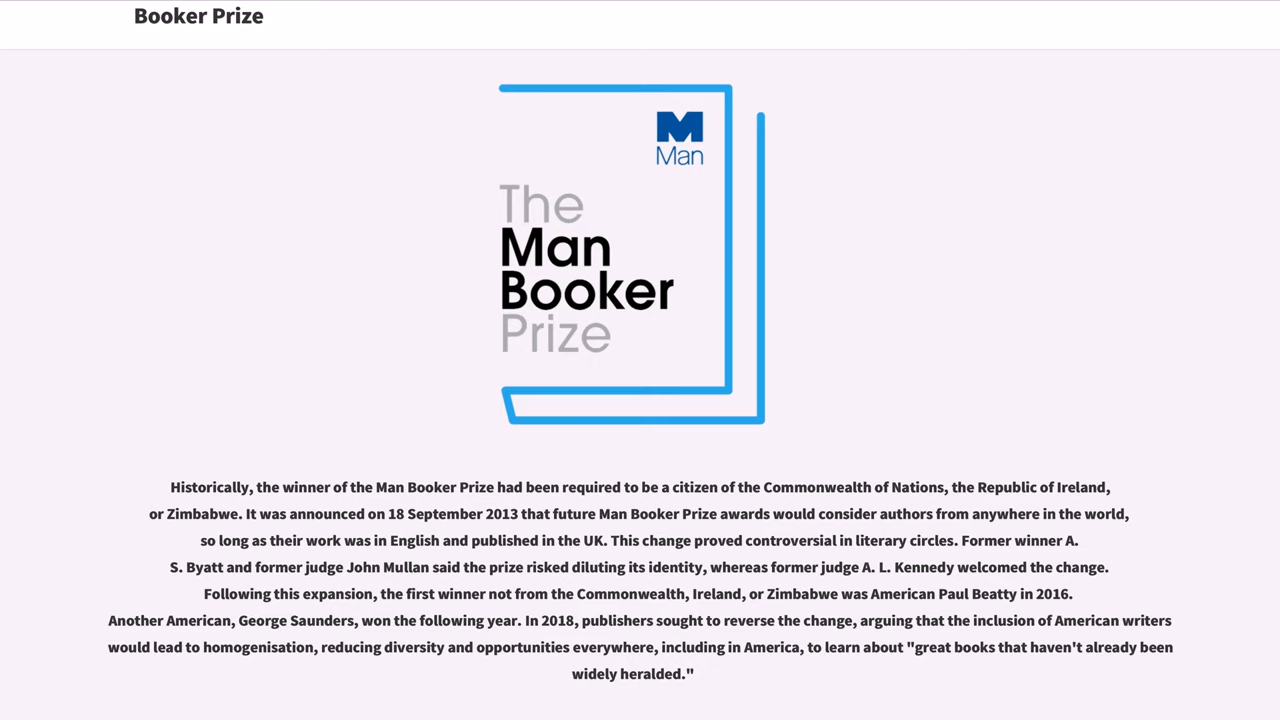 Booker Prize
M
Man
The
Man
Booker
Prize
Historically, the winner of the Man Booker Prize had been required to be a citizen of the Commonwealth of Nations, the Republic of Ireland,
or Zimbabwe. It was announced on 18 September 2013 that future Man Booker Prize awards would consider authors from anywhere in the world,
so long as their work was in English and published in the UK. This change proved controversial in literary circles. Former winner A.
S. Byatt and former judge John Mullan said the prize risked diluting its identity, whereas former judge A. L. Kennedy welcomed the change.
Following this expansion, the first winner not from the Commonwealth, Ireland, or Zimbabwe was American Paul Beatty in 2016.
Another American, George Saunders, won the following year. In 2018, publishers sought to reverse the change, arguing that the inclusion of American writers
would lead to homogenisation, reducing diversity and opportunities everywhere, including in America, to learn about "great books that haven't already been
widely heralded."